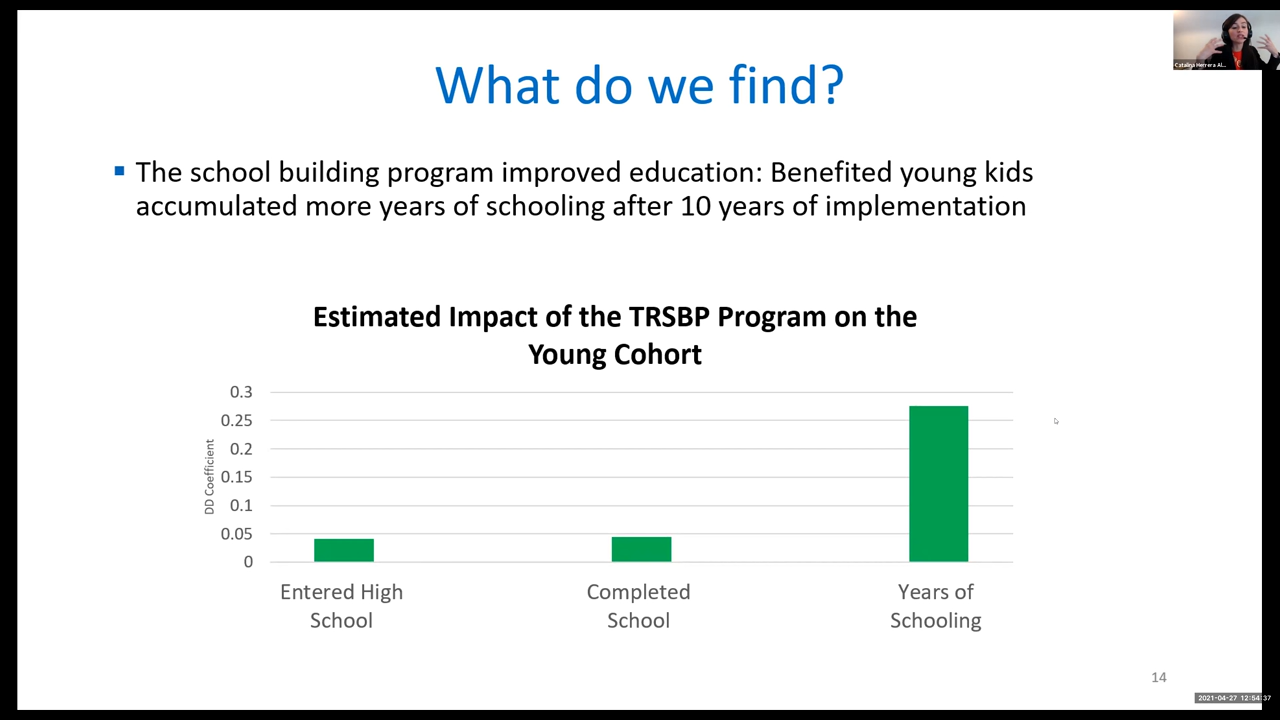 Catalina Herrera Al...
What do we find?
The school building program improved education: Benefited young kids
accumulated more years of schooling after 10 years of implementation
Estimated Impact of the TRSBP Program on the
Young Cohort
DD Coefficient
0.3
0.25
0.2
0.15
0.1
0.05
0
Entered High
School
Completed
School
Years of
Schooling
14
2021-04-27 12:54:37